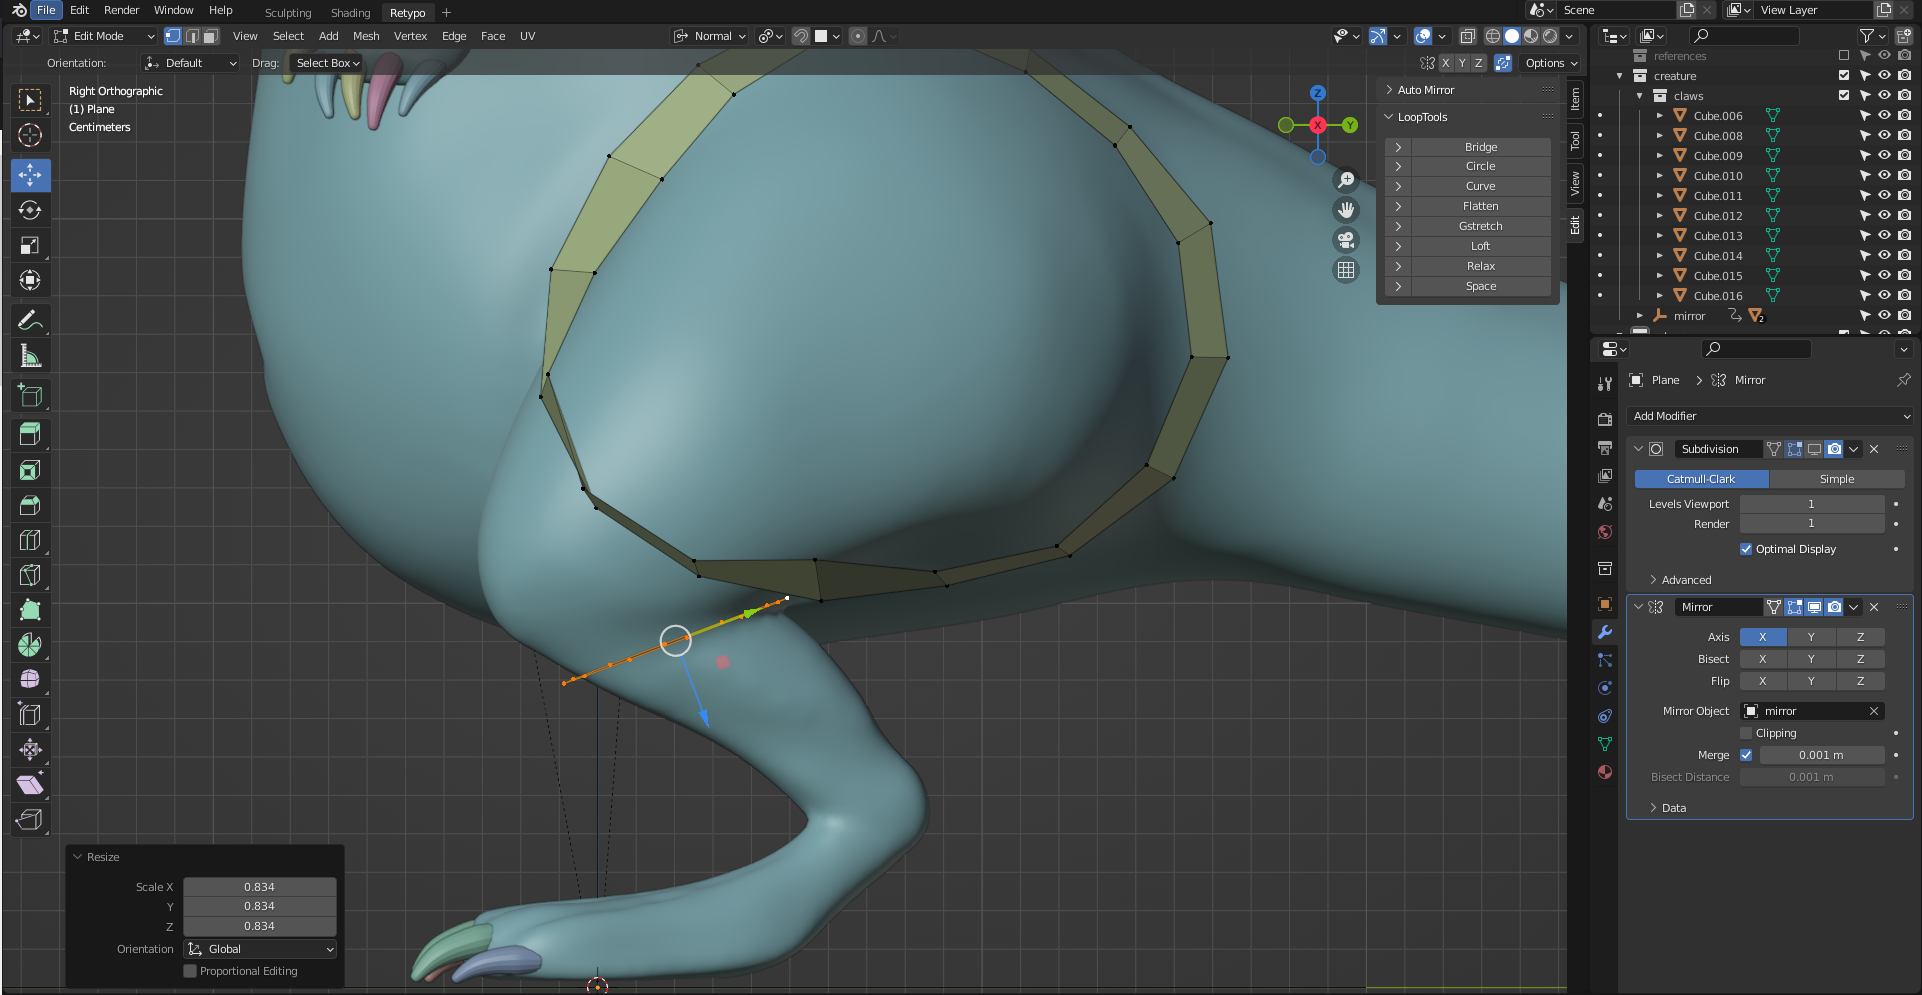 File Edit Render Window Help Sculpting Shading Retypo + Scene View Layer
Edit Mode View Select Add Mesh Vertex Edge Face UV Normal
Orientation: Default Drag: Select Box X Y Z Options
Right Orthographic
(1) Plane
Centimeters
Z
X
Y
Auto Mirror
LoopTools
Bridge
Circle
Curve
Flatten
Gstretch
Loft
Relax
Space
Item
Tool
View
Edit
references
creature
claws
Cube.006
Cube.008
Cube.009
Cube.010
Cube.011
Cube.012
Cube.013
Cube.014
Cube.015
Cube.016
mirror 2
Plane Mirror
Add Modifier
Subdivision
Catmull-Clark Simple
Levels Viewport 1
Render 1
Optimal Display
Advanced
Mirror
Axis X Y Z
Bisect X Y Z
Flip X Y Z
Mirror Object mirror
Clipping
Merge 0.001 m
Bisect Distance 0.001 m
Data
Resize
Scale X 0.834
Y 0.834
Z 0.834
Orientation Global
Proportional Editing